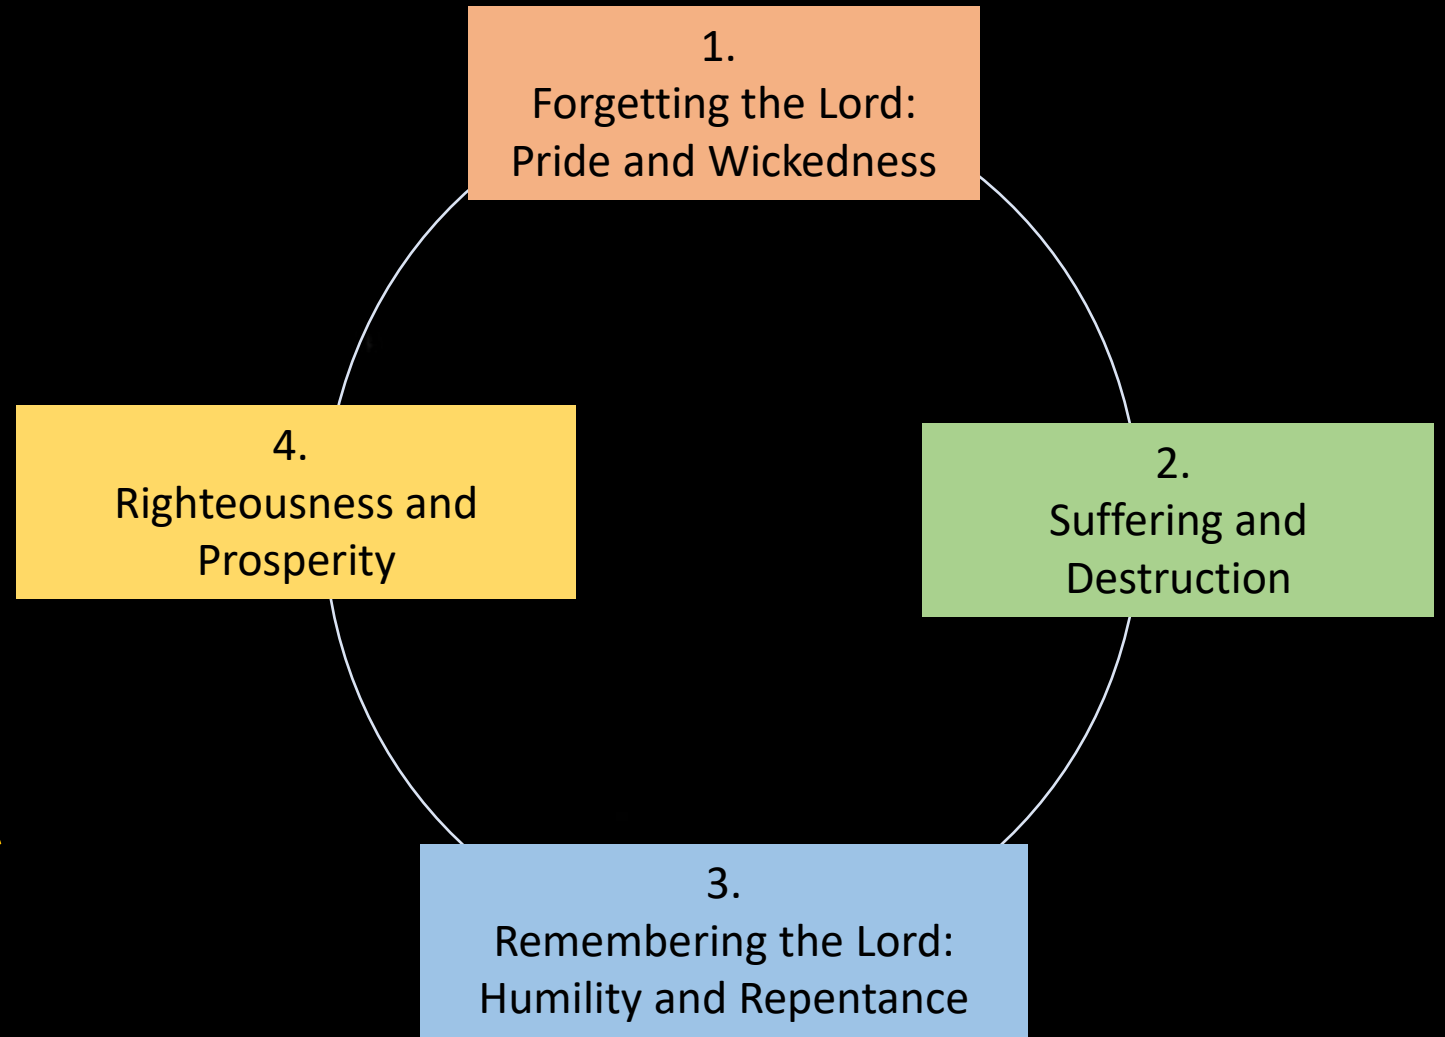 1.
Forgetting the Lord:
Pride and Wickedness
2.
Suffering and
Destruction
3.
Remembering the Lord:
Humility and Repentance
4.
Righteousness and
Prosperity